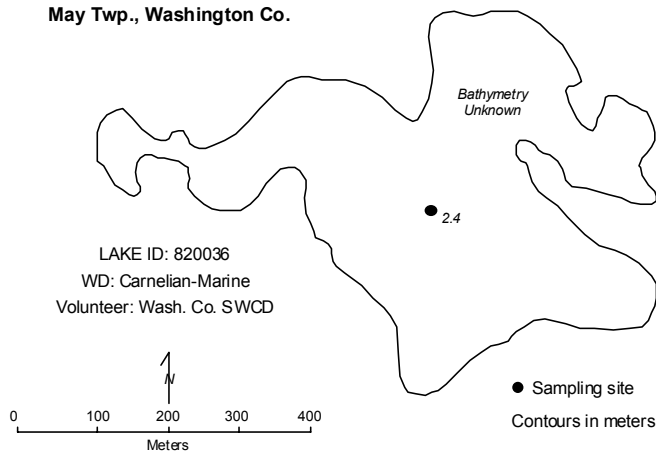 May Twp., Washington Co.
Bathymetry
Unknown
2.4
LAKE ID: 820036
WD: Carnelian-Marine
Volunteer: Wash. Co. SWCD
N
Sampling site
0 100 200 300 400
Meters
Contours in meters